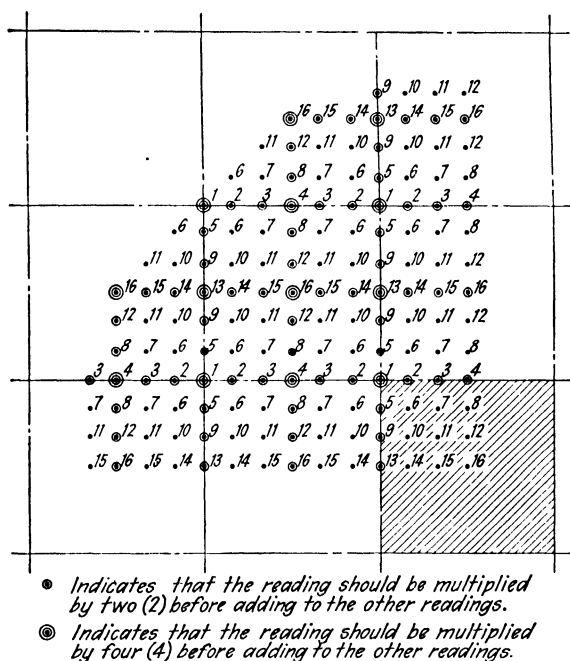 9 10 11 12
16 15 14 13 14 15 16
11 12 11 10 9 10 11 12
6 7 8 7 6 5 6 7 8
1 2 3 4 3 2 1 2 3 4
6 5 6 7 8 7 6 5 6 7 8
11 10 9 10 11 12 11 10 9 10 11 12
16 15 14 13 14 15 16 15 14 13 14 15 16
12 11 10 9 10 11 12 11 10 9 10 11 12
8 7 6 5 6 7 8 7 6 5 6 7 8
3 4 3 2 1 2 3 4 3 2 1 2 3 4
7 8 7 6 5 6 7 8 7 6 5 6 7 8
11 12 11 10 9 10 11 12 11 10 9 10 11 12
15 16 15 14 13 14 15 16 15 14 13 14 15 16
Indicates that the reading should be multiplied
by two (2) before adding to the other readings.
Indicates that the reading should be multiplied
by four (4) before adding to the other readings.